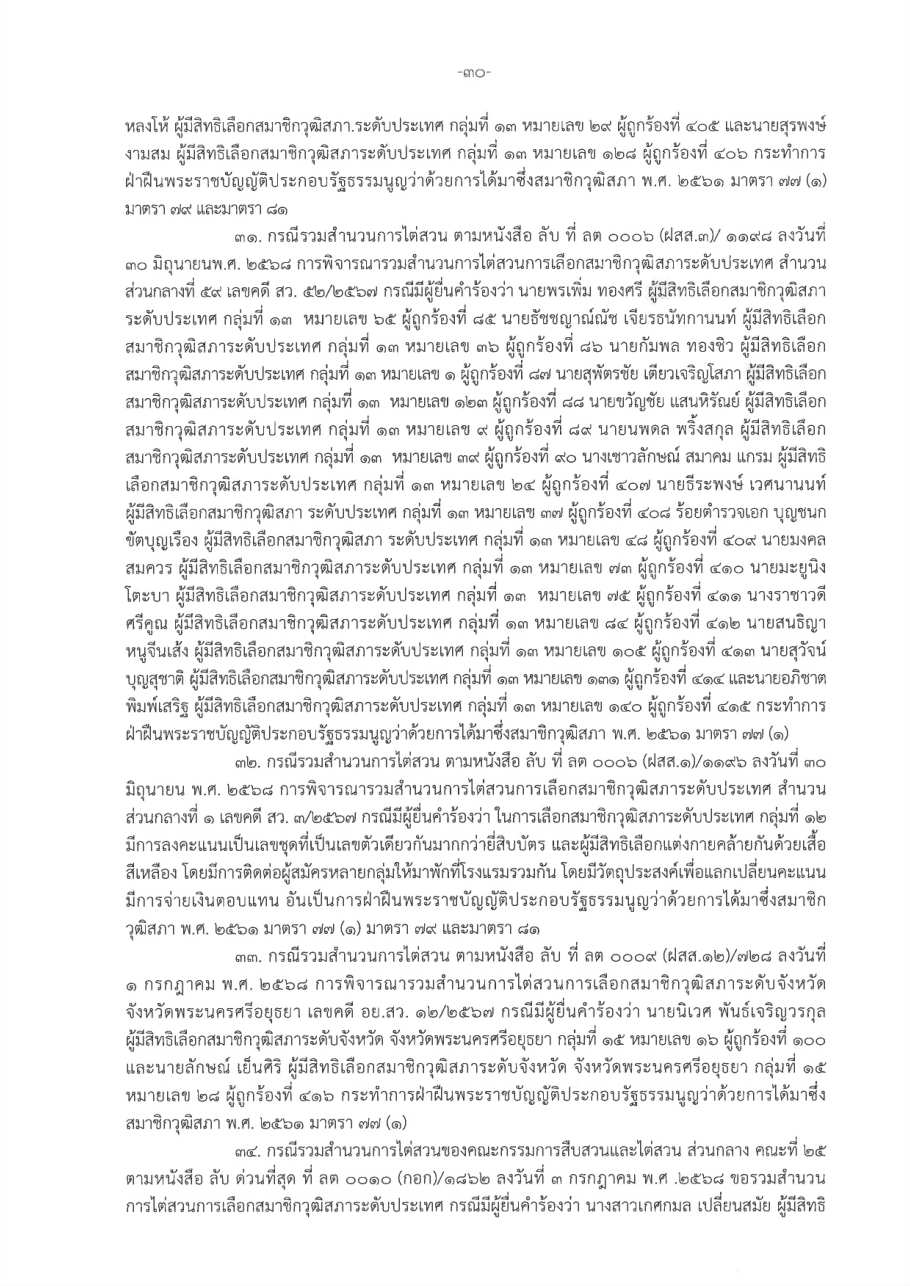 -๓๐-
หลงโห้ ผู้มีสิทธิเลือกสมาชิกวุฒิสภา.ระดับประเทศ กลุ่มที่ ๑๓ หมายเลข ๒๙ ผู้ถูกร้องที่ ๔๐๕ และนายสุรพงษ์
งามสม ผู้มีสิทธิเลือกสมาชิกวุฒิสภาระดับประเทศ กลุ่มที่ ๑๓ หมายเลข ๑๒๘ ผู้ถูกร้องที่ ๔๐๖ กระทำการ
ฝ่าฝืนพระราชบัญญัติประกอบรัฐธรรมนูญว่าด้วยการได้มาซึ่งสมาชิกวุฒิสภา พ.ศ. ๒๕๖๑ มาตรา ๗๗ (๑)
มาตรา ๗๙ และมาตรา ๘๑
๓๑. กรณีรวมสำนวนการไต่สวน ตามหนังสือ ลับ ที่ ลต ๐๐๐๖ (ฝสส.๓)/ ๑๑๙๘ ลงวันที่
๓๐ มิถุนายนพ.ศ. ๒๕๖๘ การพิจารณารวมสำนวนการไต่สวนการเลือกสมาชิกวุฒิสภาระดับประเทศ สำนวน
ส่วนกลางที่ ๕๙ เลขคดี สว. ๕๒/๒๕๖๗ กรณีมีผู้ยื่นคำร้องว่า นายพรเพิ่ม ทองศรี ผู้มีสิทธิเลือกสมาชิกวุฒิสภา
ระดับประเทศ กลุ่มที่ ๑๓ หมายเลข ๖๕ ผู้ถูกร้องที่ ๘๕ นายธัชชญาณ์ณัช เจียรธนัทกานนท์ ผู้มีสิทธิเลือก
สมาชิกวุฒิสภาระดับประเทศ กลุ่มที่ ๑๓ หมายเลข ๓๖ ผู้ถูกร้องที่ ๘๖ นายกัมพล ทองชิว ผู้มีสิทธิเลือก
สมาชิกวุฒิสภาระดับประเทศ กลุ่มที่ ๑๓ หมายเลข ๑ ผู้ถูกร้องที่ ๘๗ นายสุพัตรชัย เตียวเจริญโสภา ผู้มีสิทธิเลือก
สมาชิกวุฒิสภาระดับประเทศ กลุ่มที่ ๑๓ หมายเลข ๑๒๓ ผู้ถูกร้องที่ ๘๘ นายขวัญชัย แสนหิรัณย์ ผู้มีสิทธิเลือก
สมาชิกวุฒิสภาระดับประเทศ กลุ่มที่ ๑๓ หมายเลข ๙ ผู้ถูกร้องที่ ๘๙ นายนพดล พริ้งสกุล ผู้มีสิทธิเลือก
สมาชิกวุฒิสภาระดับประเทศ กลุ่มที่ ๑๓ หมายเลข ๓๙ ผู้ถูกร้องที่ ๙๐ นางเชาวลักษณ์ สมาคม แกรม ผู้มีสิทธิ
เลือกสมาชิกวุฒิสภาระดับประเทศ กลุ่มที่ ๑๓ หมายเลข ๒๔ ผู้ถูกร้องที่ ๔๐๗ นายธีระพงษ์ เวศนานนท์
ผู้มีสิทธิเลือกสมาชิกวุฒิสภา ระดับประเทศ กลุ่มที่ ๑๓ หมายเลข ๓๗ ผู้ถูกร้องที่ ๔๐๘ ร้อยตำรวจเอก บุญชนก
ขัตบุญเรือง ผู้มีสิทธิเลือกสมาชิกวุฒิสภา ระดับประเทศ กลุ่มที่ ๑๓ หมายเลข ๔๘ ผู้ถูกร้องที่ ๔๐๙ นายมงคล
สมควร ผู้มีสิทธิเลือกสมาชิกวุฒิสภาระดับประเทศ กลุ่มที่ ๑๓ หมายเลข ๗๓ ผู้ถูกร้องที่ ๔๑๐ นายมะยูนิง
โตะบา ผู้มีสิทธิเลือกสมาชิกวุฒิสภาระดับประเทศ กลุ่มที่ ๑๓ หมายเลข ๗๕ ผู้ถูกร้องที่ ๔๑๑ นางราชาวดี
ศรีคูณ ผู้มีสิทธิเลือกสมาชิกวุฒิสภาระดับประเทศ กลุ่มที่ ๑๓ หมายเลข ๘๔ ผู้ถูกร้องที่ ๔๑๒ นายสนธิญา
หนูจีนเส้ง ผู้มีสิทธิเลือกสมาชิกวุฒิสภาระดับประเทศ กลุ่มที่ ๑๓ หมายเลข ๑๐๕ ผู้ถูกร้องที่ ๔๑๓ นายสุวัจน์
บุญสุชาติ ผู้มีสิทธิเลือกสมาชิกวุฒิสภาระดับประเทศ กลุ่มที่ ๑๓ หมายเลข ๑๓๑ ผู้ถูกร้องที่ ๔๑๔ และนายอภิชาต
พิมพ์เสริฐ ผู้มีสิทธิเลือกสมาชิกวุฒิสภาระดับประเทศ กลุ่มที่ ๑๓ หมายเลข ๑๔๐ ผู้ถูกร้องที่ ๔๑๕ กระทำการ
ฝ่าฝืนพระราชบัญญัติประกอบรัฐธรรมนูญว่าด้วยการได้มาซึ่งสมาชิกวุฒิสภา พ.ศ. ๒๕๖๑ มาตรา ๗๗ (๑)
๓๒. กรณีรวมสำนวนการไต่สวน ตามหนังสือ ลับ ที่ ลต ๐๐๐๖ (ฝสส.๑)/๑๑๙๖ ลงวันที่ ๓๐
มิถุนายน พ.ศ. ๒๕๖๘ การพิจารณารวมสำนวนการไต่สวนการเลือกสมาชิกวุฒิสภาระดับประเทศ สำนวน
ส่วนกลางที่ ๑ เลขคดี สว. ๓/๒๕๖๗ กรณีมีผู้ยื่นคำร้องว่า ในการเลือกสมาชิกวุฒิสภาระดับประเทศ กลุ่มที่ ๑๒
มีการลงคะแนนเป็นเลขชุดที่เป็นเลขตัวเดียวกันมากกว่ายี่สิบบัตร และผู้มีสิทธิเลือกแต่งกายคล้ายกันด้วยเสื้อ
สีเหลือง โดยมีการติดต่อผู้สมัครหลายกลุ่มให้มาพักที่โรงแรมรวมกัน โดยมีวัตถุประสงค์เพื่อแลกเปลี่ยนคะแนน
มีการจ่ายเงินตอบแทน อันเป็นการฝ่าฝืนพระราชบัญญัติประกอบรัฐธรรมนูญว่าด้วยการได้มาซึ่งสมาชิก
วุฒิสภา พ.ศ. ๒๕๖๑ มาตรา ๗๗ (๑) มาตรา ๗๙ และมาตรา ๘๑
๓๓. กรณีรวมสำนวนการไต่สวน ตามหนังสือ ลับ ที่ ลต ๐๐๐๙ (ฝสส.๑๒)/๗๒๘ ลงวันที่
๑ กรกฎาคม พ.ศ. ๒๕๖๘ การพิจารณารวมสำนวนการไต่สวนการเลือกสมาชิกวุฒิสภาระดับจังหวัด
จังหวัดพระนครศรีอยุธยา เลขคดี อย.สว. ๑๒/๒๕๖๗ กรณีมีผู้ยื่นคำร้องว่า นายนิเวศ พันธ์เจริญวรกุล
ผู้มีสิทธิเลือกสมาชิกวุฒิสภาระดับจังหวัด จังหวัดพระนครศรีอยุธยา กลุ่มที่ ๑๕ หมายเลข ๑๖ ผู้ถูกร้องที่ ๑๐๐
และนายลักษณ์ เย็นศิริ ผู้มีสิทธิเลือกสมาชิกวุฒิสภาระดับจังหวัด จังหวัดพระนครศรีอยุธยา กลุ่มที่ ๑๕
หมายเลข ๒๘ ผู้ถูกร้องที่ ๔๑๖ กระทำการฝ่าฝืนพระราชบัญญัติประกอบรัฐธรรมนูญว่าด้วยการได้มาซึ่ง
สมาชิกวุฒิสภา พ.ศ. ๒๕๖๑ มาตรา ๗๗ (๑)
๓๔. กรณีรวมสำนวนการไต่สวนของคณะกรรมการสืบสวนและไต่สวน ส่วนกลาง คณะที่ ๒๕
ตามหนังสือ ลับ ด่วนที่สุด ที่ ลต ๐๐๑๐ (กอก)/๑๘๖๒ ลงวันที่ ๓ กรกฎาคม พ.ศ .๒๕๖๘ ขอรวมสำนวน
การไต่สวนการเลือกสมาชิกวุฒิสภาระดับประเทศ กรณีมีผู้ยื่นคำร้องว่า นางสาวเกศกมล เปลี่ยนสมัย ผู้มีสิทธิ